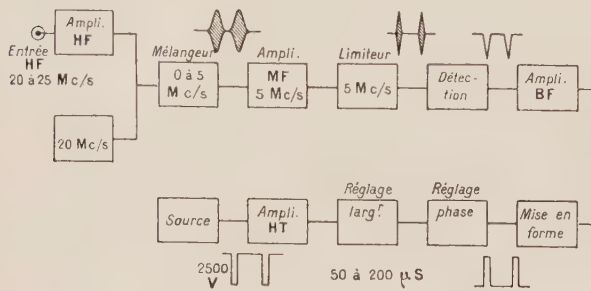 Ampli.
HF
Entrée
HF
20 à 25 Mc/s
20 Mc/s
Mélangeur
0 à 5
Mc/s
Ampli.
MF
5 Mc/s
Limiteur
5 Mc/s
Détec-
tion
Ampli.
BF
Source
Ampli.
HT
Réglage
largr.
Réglage
phase
Mise en
forme
2500
V
50 à 200 µS